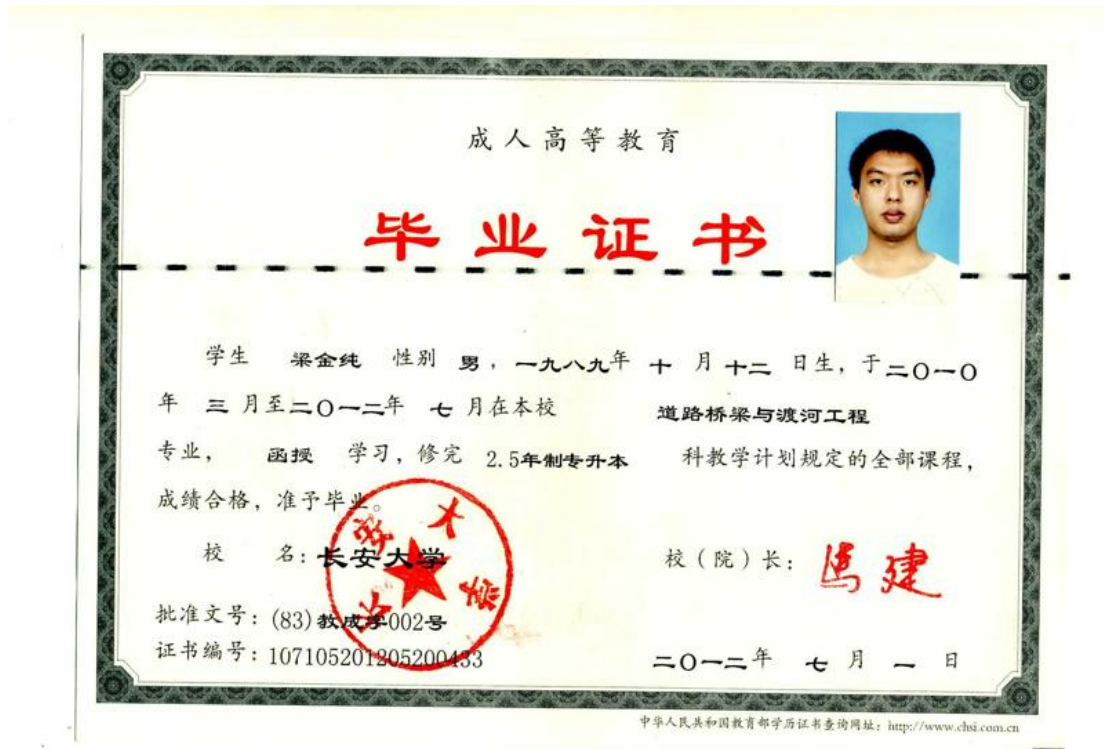 成人高等教育
毕业证书
学生 梁金纯 性别 男，一九八九年 十 月 十二 日生，于二〇一〇
年 三 月至二〇一二年 七 月在本校 道路桥梁与渡河工程
专业， 函授 学习，修完 2.5年制专升本 科教学计划规定的全部课程，
成绩合格，准予毕业。
校 名：长安大学 校（院）长：马建
长安大学
批准文号：(83)教成字002号
证书编号：107105201205200433 二〇一二年 七 月 一 日
中华人民共和国教育部学历证书查询网址：http://www.chsi.com.cn